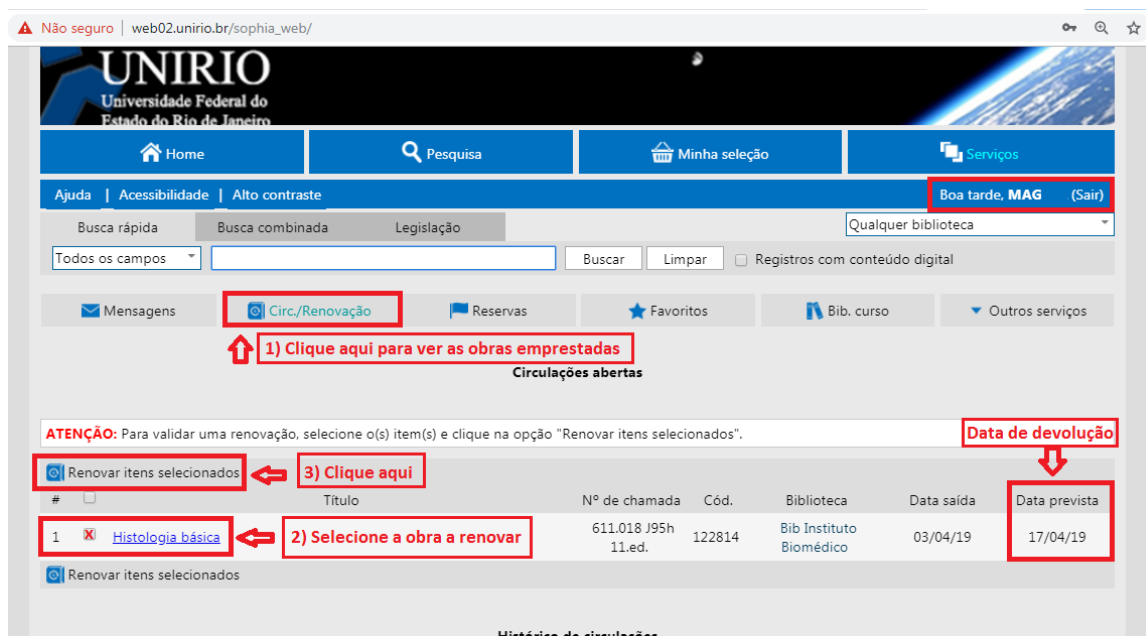 Não seguro | web02.unirio.br/sophia_web/
UNIRIO
Universidade Federal do
Estado do Rio de Janeiro
Home Pesquisa Minha seleção Serviços
Ajuda | Acessibilidade | Alto contraste Boa tarde, MAG (Sair)
Busca rápida Busca combinada Legislação Qualquer biblioteca
Todos os campos Buscar Limpar Registros com conteúdo digital
Mensagens Circ./Renovação Reservas Favoritos Bib. curso Outros serviços
1) Clique aqui para ver as obras emprestadas
Circulações abertas
ATENÇÃO: Para validar uma renovação, selecione o(s) item(s) e clique na opção "Renovar itens selecionados".
Data de devolução
Renovar itens selecionados 3) Clique aqui
# Título Nº de chamada Cód. Biblioteca Data saída Data prevista
1 Histologia básica 2) Selecione a obra a renovar 611.018 J95h 11.ed. 122814 Bib Instituto Biomédico 03/04/19 17/04/19
Renovar itens selecionados
Histórico de circulações